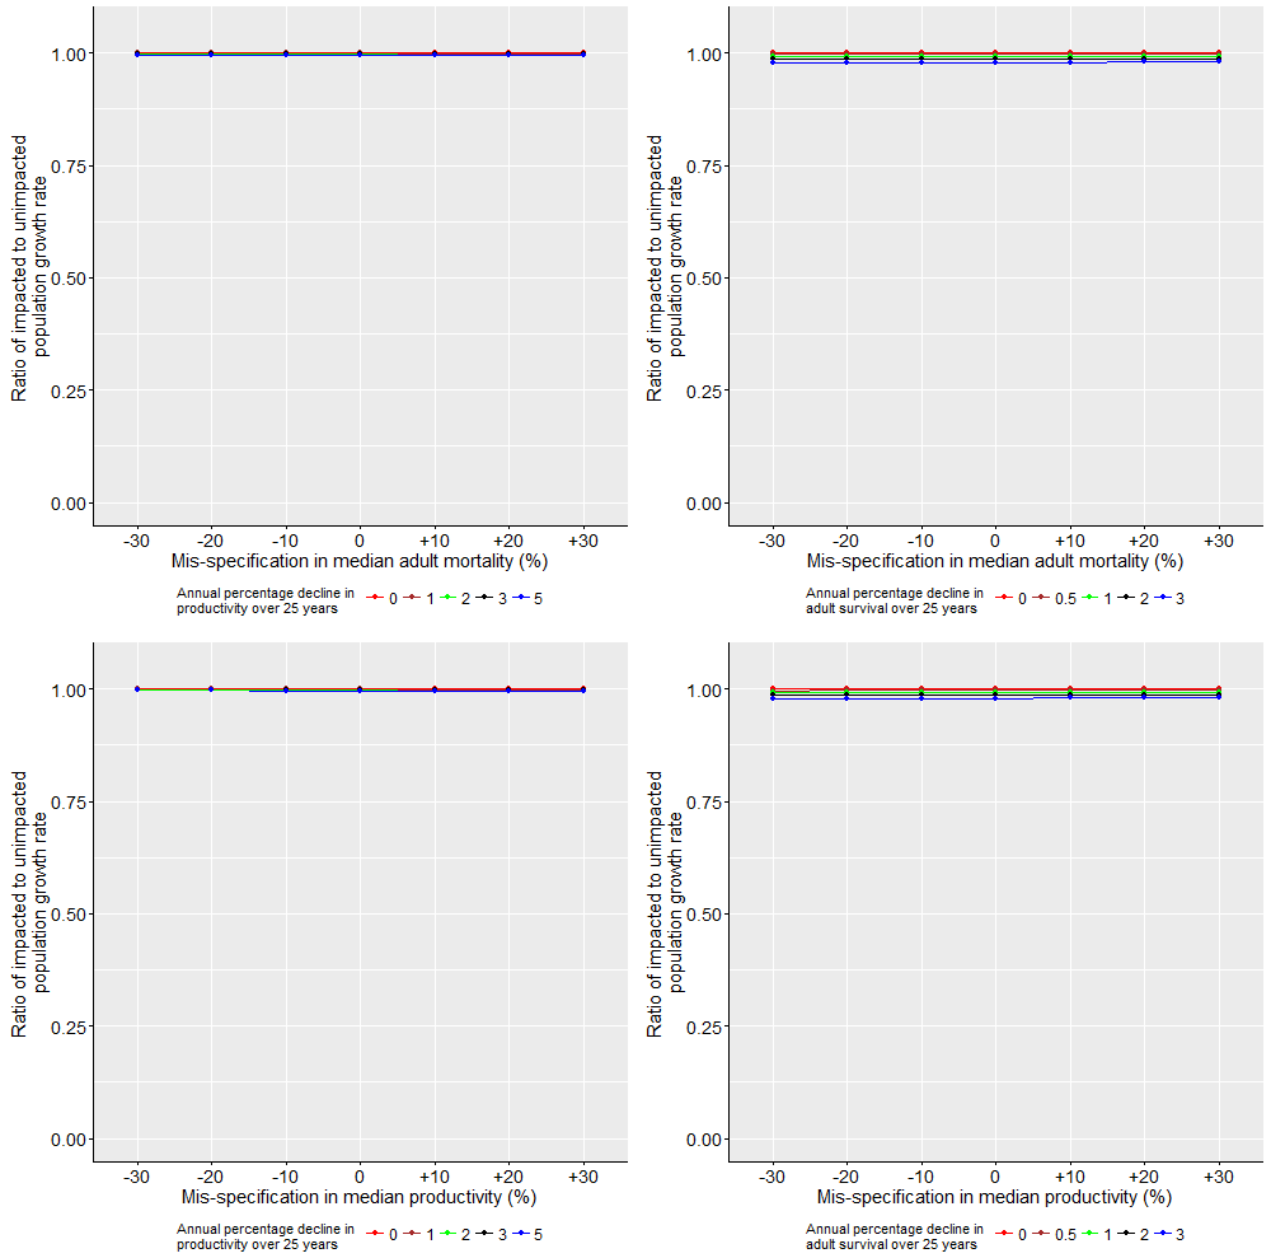 Ratio of impacted to unimpacted
population growth rate
1.00
0.75
0.50
0.25
0.00
-30 -20 -10 0 +10 +20 +30
Mis-specification in median adult mortality (%)
Annual percentage decline in
productivity over 25 years 0 1 2 3 5
Ratio of impacted to unimpacted
population growth rate
1.00
0.75
0.50
0.25
0.00
-30 -20 -10 0 +10 +20 +30
Mis-specification in median adult mortality (%)
Annual percentage decline in
adult survival over 25 years 0 0.5 1 2 3
Ratio of impacted to unimpacted
population growth rate
1.00
0.75
0.50
0.25
0.00
-30 -20 -10 0 +10 +20 +30
Mis-specification in median productivity (%)
Annual percentage decline in
productivity over 25 years 0 1 2 3 5
Ratio of impacted to unimpacted
population growth rate
1.00
0.75
0.50
0.25
0.00
-30 -20 -10 0 +10 +20 +30
Mis-specification in median productivity (%)
Annual percentage decline in
adult survival over 25 years 0 0.5 1 2 3